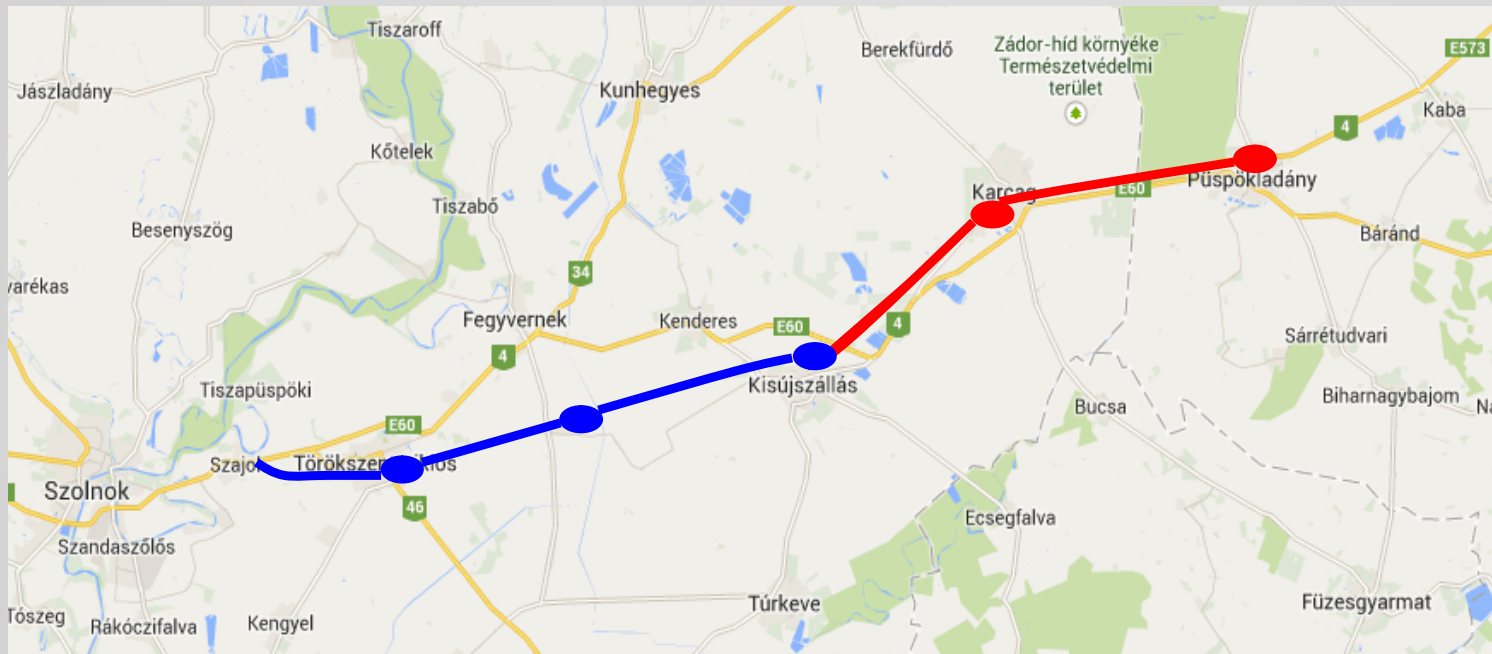 Tiszaroff
Zádor-híd környéke
Természetvédelmi
terület
Berekfürdő
E573
Jászladány
Kunhegyes
Kaba
4
Kőtelek
Karcag
E60
Püspökladány
Tiszabő
Besenyszög
Báránd
34
varékas
Fegyvernek
Kenderes
E60
4
Sárrétudvari
4
Tiszapüspöki
Kisújszállás
Biharnagybajom
Na
Bucsa
E60
Szajol
Törökszentmiklós
Szolnok
46
Ecsegfalva
Szandaszőlős
Túrkeve
Füzesgyarmat
Tószeg
Rákóczifalva
Kengyel